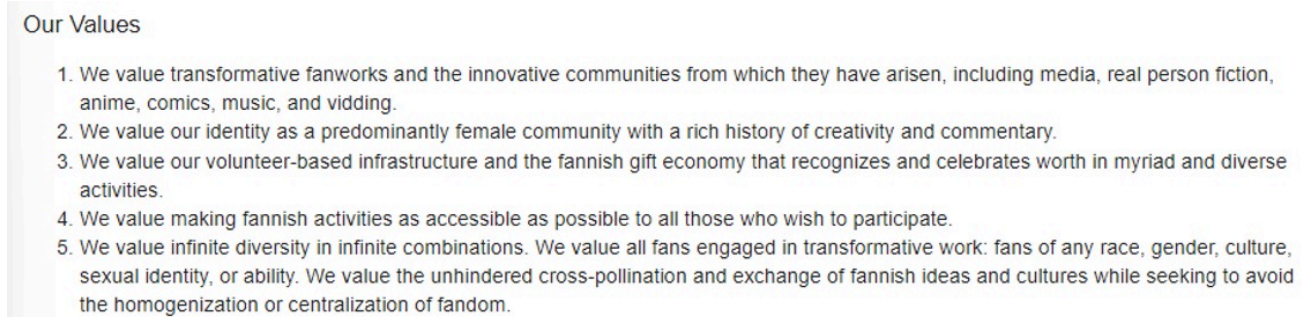 Our Values
1. We value transformative fanworks and the innovative communities from which they have arisen, including media, real person fiction,
anime, comics, music, and vidding.
2. We value our identity as a predominantly female community with a rich history of creativity and commentary.
3. We value our volunteer-based infrastructure and the fannish gift economy that recognizes and celebrates worth in myriad and diverse
activities.
4. We value making fannish activities as accessible as possible to all those who wish to participate.
5. We value infinite diversity in infinite combinations. We value all fans engaged in transformative work: fans of any race, gender, culture,
sexual identity, or ability. We value the unhindered cross-pollination and exchange of fannish ideas and cultures while seeking to avoid
the homogenization or centralization of fandom.